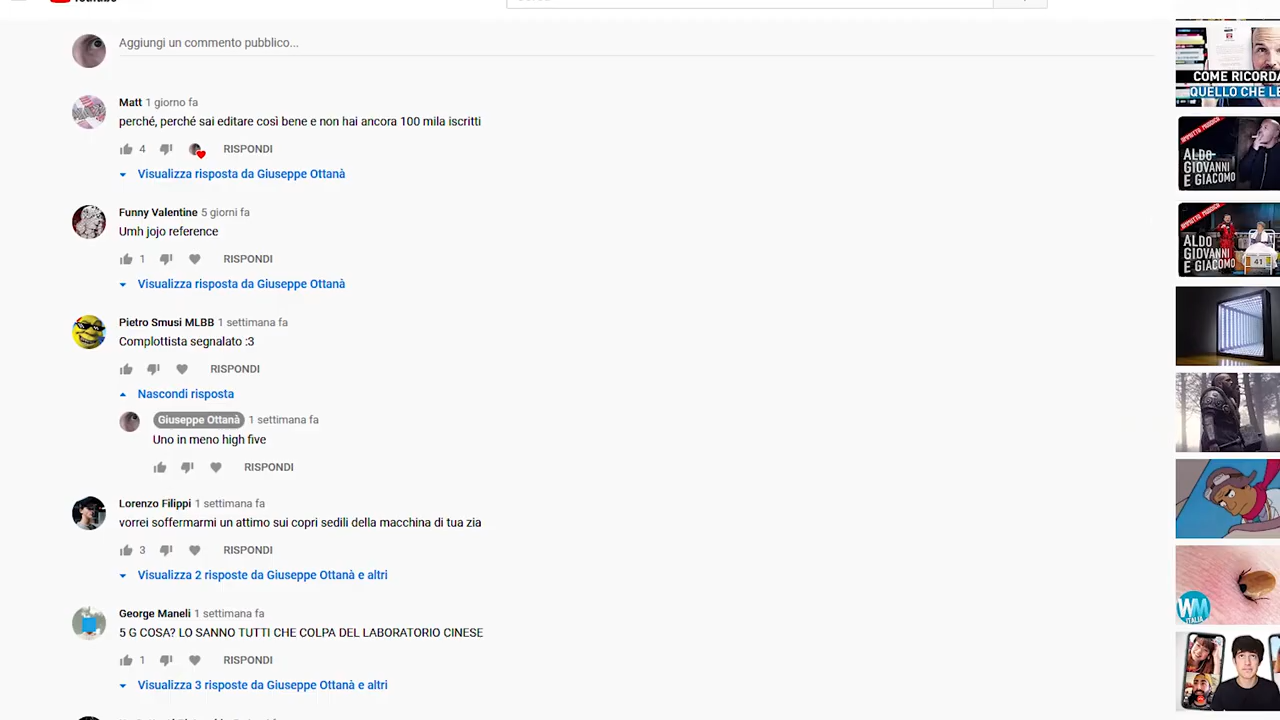 Aggiungi un commento pubblico...
Matt 1 giorno fa
perché, perché sai editare così bene e non hai ancora 100 mila iscritti
4 RISPONDI
Visualizza risposta da Giuseppe Ottanà
Funny Valentine 5 giorni fa
Umh jojo reference
1 RISPONDI
Visualizza risposta da Giuseppe Ottanà
Pietro Smusi MLBB 1 settimana fa
Complottista segnalato :3
RISPONDI
Nascondi risposta
Giuseppe Ottanà 1 settimana fa
Uno in meno high five
RISPONDI
Lorenzo Filippi 1 settimana fa
vorrei soffermarmi un attimo sui copri sedili della macchina di tua zia
3 RISPONDI
Visualizza 2 risposte da Giuseppe Ottanà e altri
George Maneli 1 settimana fa
5 G COSA? LO SANNO TUTTI CHE COLPA DEL LABORATORIO CINESE
1 RISPONDI
Visualizza 3 risposte da Giuseppe Ottanà e altri
COME RICORDA
QUELLO CHE LE
ALDO
GIOVANNI
E GIACOMO
ALDO
GIOVANNI
E GIACOMO
41
WM
ITALIA